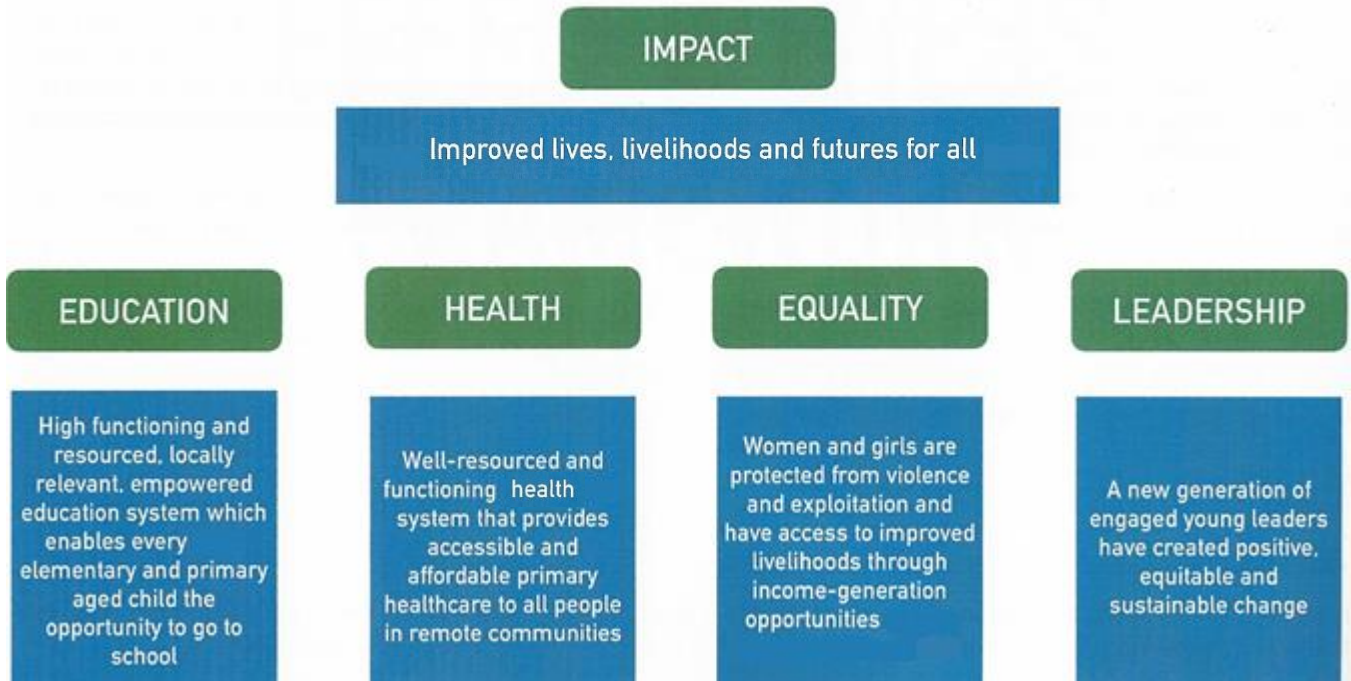 IMPACT
Improved lives, livelihoods and futures for all
EDUCATION
High functioning and
resourced, locally
relevant, empowered
education system which
enables every
elementary and primary
aged child the
opportunity to go to
school
HEALTH
Well-resourced and
functioning health
system that provides
accessible and
affordable primary
healthcare to all people
in remote communities
EQUALITY
Women and girls are
protected from violence
and exploitation and
have access to improved
livelihoods through
income-generation
opportunities
LEADERSHIP
A new generation of
engaged young leaders
have created positive,
equitable and
sustainable change